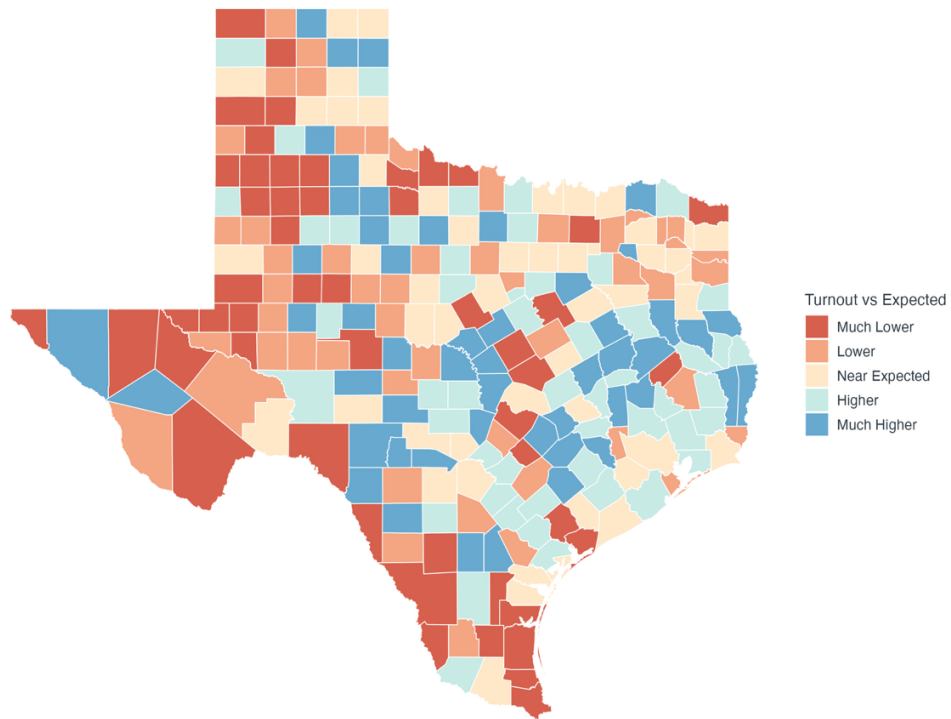 Turnout vs Expected
Much Lower
Lower
Near Expected
Higher
Much Higher